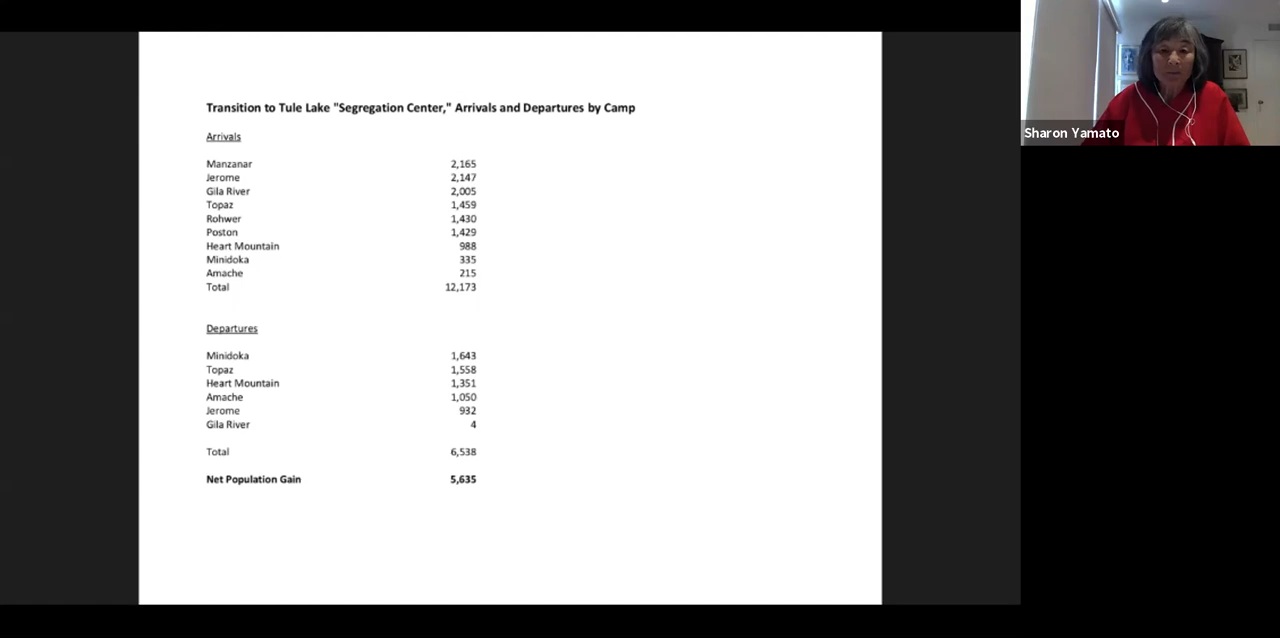 Transition to Tule Lake "Segregation Center," Arrivals and Departures by Camp
Arrivals
Manzanar 2,165
Jerome 2,147
Gila River 2,005
Topaz 1,459
Rohwer 1,430
Poston 1,429
Heart Mountain 988
Minidoka 335
Amache 215
Total 12,173
Departures
Minidoka 1,643
Topaz 1,558
Heart Mountain 1,351
Amache 1,050
Jerome 932
Gila River 4
Total 6,538
Net Population Gain 5,635
Sharon Yamato